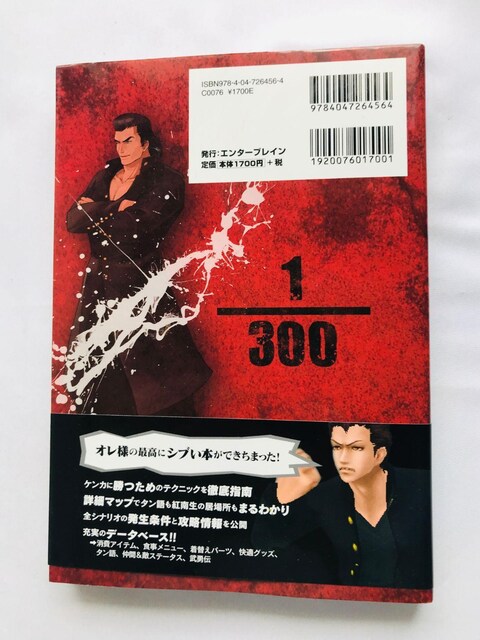 ISBN978-4-04-726456-4
C0076 ¥1700E
9784047264564
発行:エンターブレイン
定価 本体1700円 +税
1920076017001
1
300
オレ様の最高にシブい本ができちまった!
ケンカに勝つためのテクニックを徹底指南
詳細マップでタン語も紅南生の居場所もまるわかり
全シナリオの発生条件と攻略情報を公開
充実のデータベース!!
➡消費アイテム、食事メニュー、着替えパーツ、快適グッズ、
タン語、仲間&敵ステータス、武勇伝